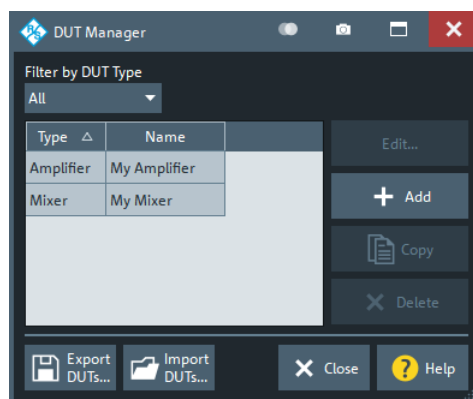 DUT Manager
Filter by DUT Type
All
Type Name
Amplifier My Amplifier
Mixer My Mixer
Edit...
Add
Copy
Delete
Export
DUTs...
Import
DUTs...
Close
Help